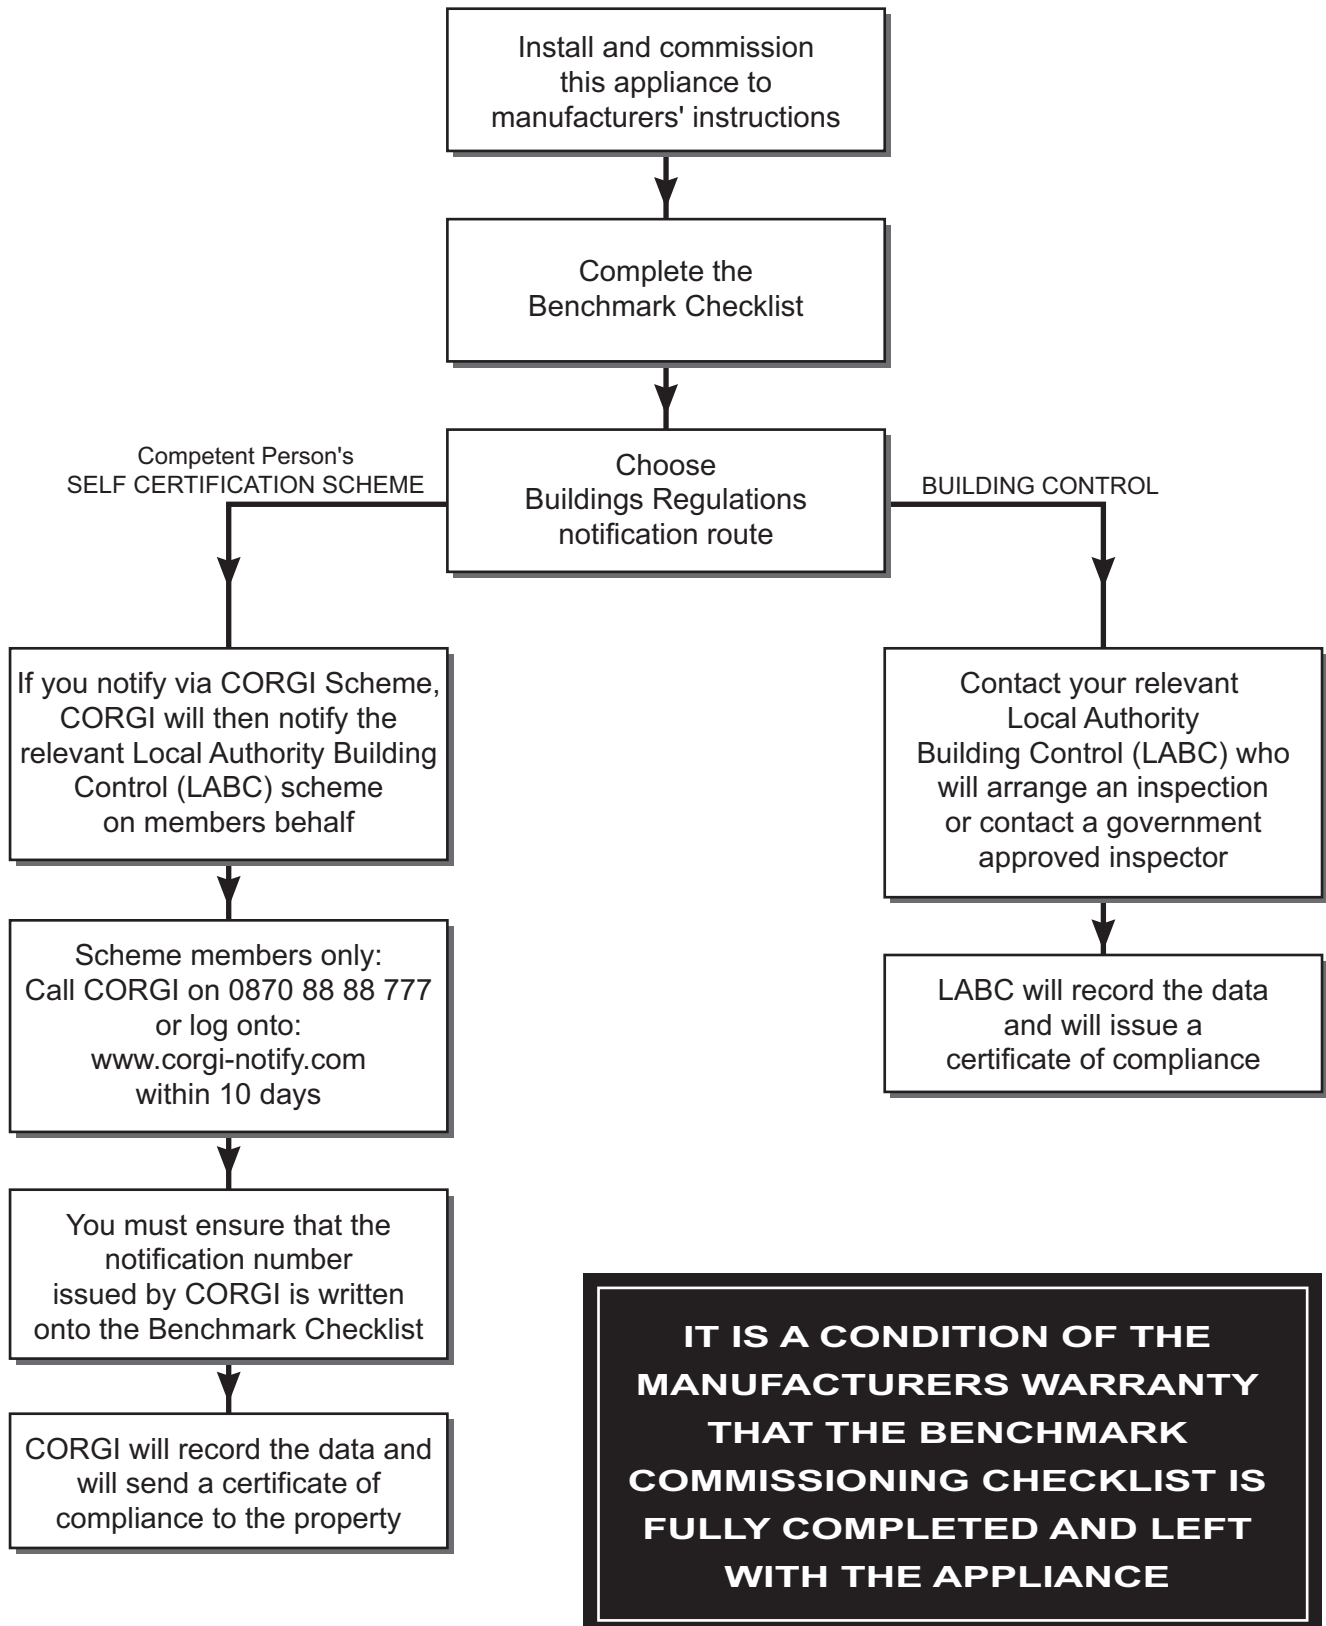 Install and commission
this appliance to
manufacturers' instructions
Complete the
Benchmark Checklist
Choose
Buildings Regulations
notification route
Competent Person's
SELF CERTIFICATION SCHEME
BUILDING CONTROL
If you notify via CORGI Scheme,
CORGI will then notify the
relevant Local Authority Building
Control (LABC) scheme
on members behalf
Scheme members only:
Call CORGI on 0870 88 88 777
or log onto:
www.corgi-notify.com
within 10 days
You must ensure that the
notification number
issued by CORGI is written
onto the Benchmark Checklist
CORGI will record the data and
will send a certificate of
compliance to the property
Contact your relevant
Local Authority
Building Control (LABC) who
will arrange an inspection
or contact a government
approved inspector
LABC will record the data
and will issue a
certificate of compliance
IT IS A CONDITION OF THE
MANUFACTURERS WARRANTY
THAT THE BENCHMARK
COMMISSIONING CHECKLIST IS
FULLY COMPLETED AND LEFT
WITH THE APPLIANCE